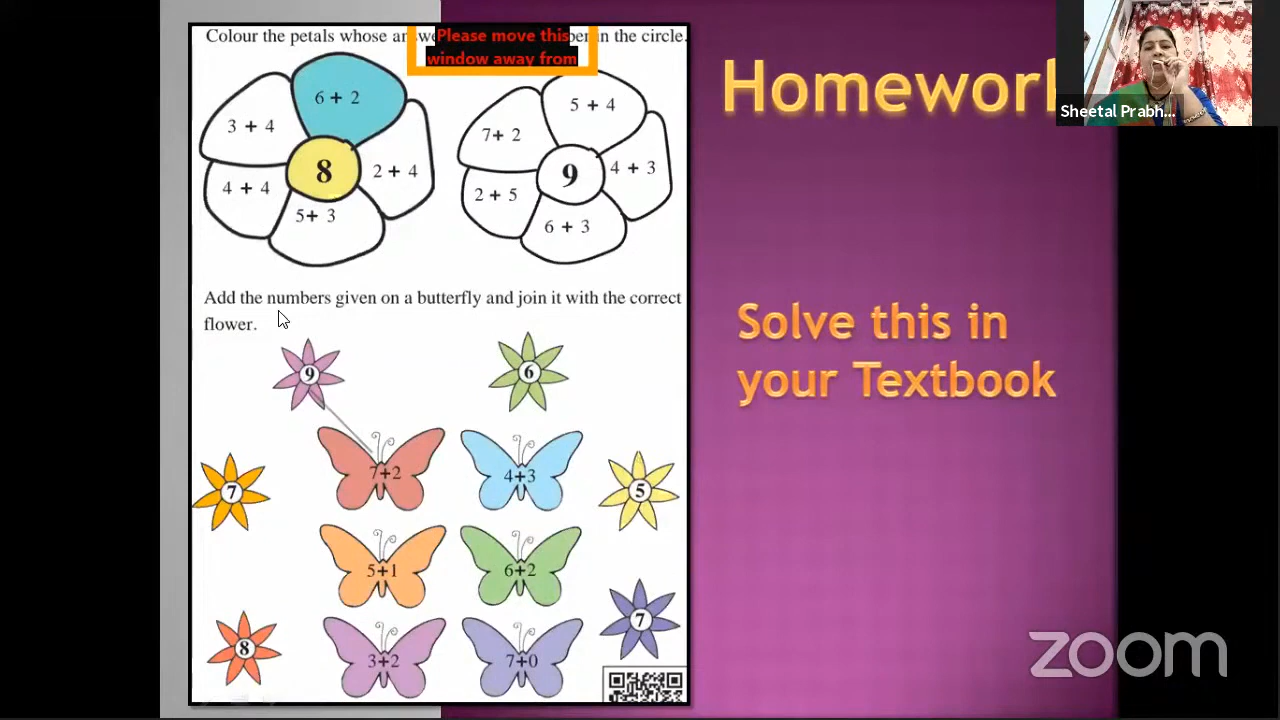 Colour the petals whose answe
Please move this
window away from
ber in the circle.
6 + 2
3 + 4
8
2 + 4
4 + 4
5+ 3
5 + 4
7+ 2
9
4 + 3
2 + 5
6 + 3
Add the numbers given on a butterfly and join it with the correct
flower.
9
6
7+2
4+3
7
5
5+1
6+2
8
7
3+2
7+0
Homework
Solve this in
your Textbook
Sheetal Prabh...
zoom